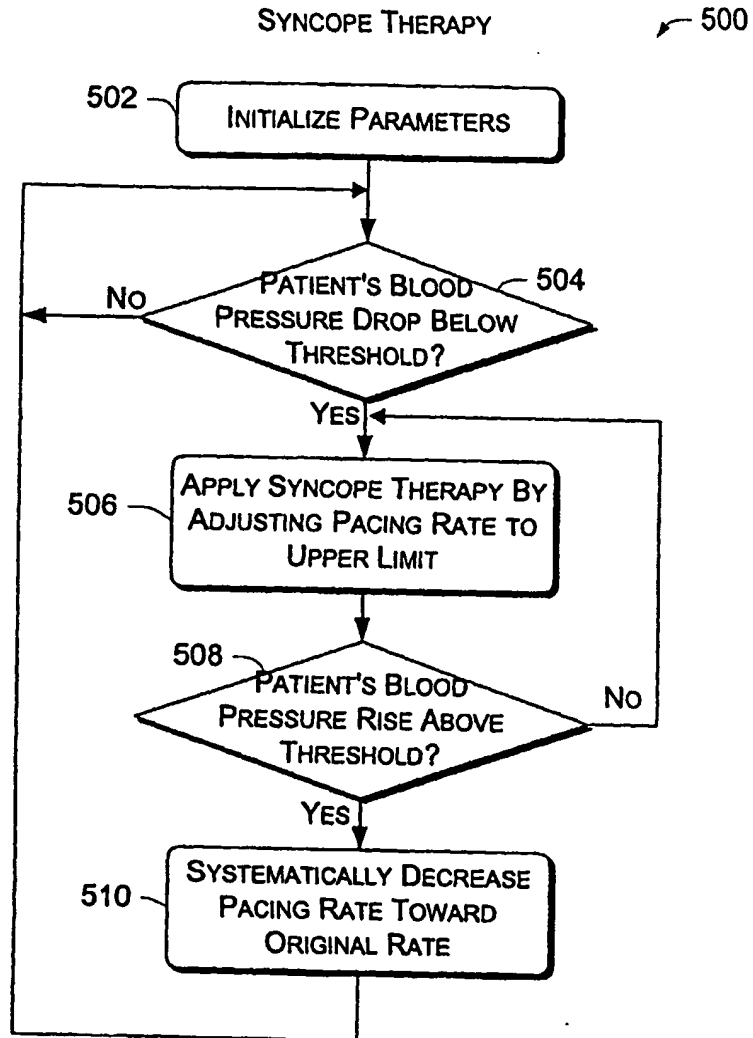 SYNCOPE THERAPY
500
502
INITIALIZE PARAMETERS
504
PATIENT'S BLOOD
PRESSURE DROP BELOW
THRESHOLD?
NO
YES
506
APPLY SYNCOPE THERAPY BY
ADJUSTING PACING RATE TO
UPPER LIMIT
508
PATIENT'S BLOOD
PRESSURE RISE ABOVE
THRESHOLD?
NO
YES
510
SYSTEMATICALLY DECREASE
PACING RATE TOWARD
ORIGINAL RATE